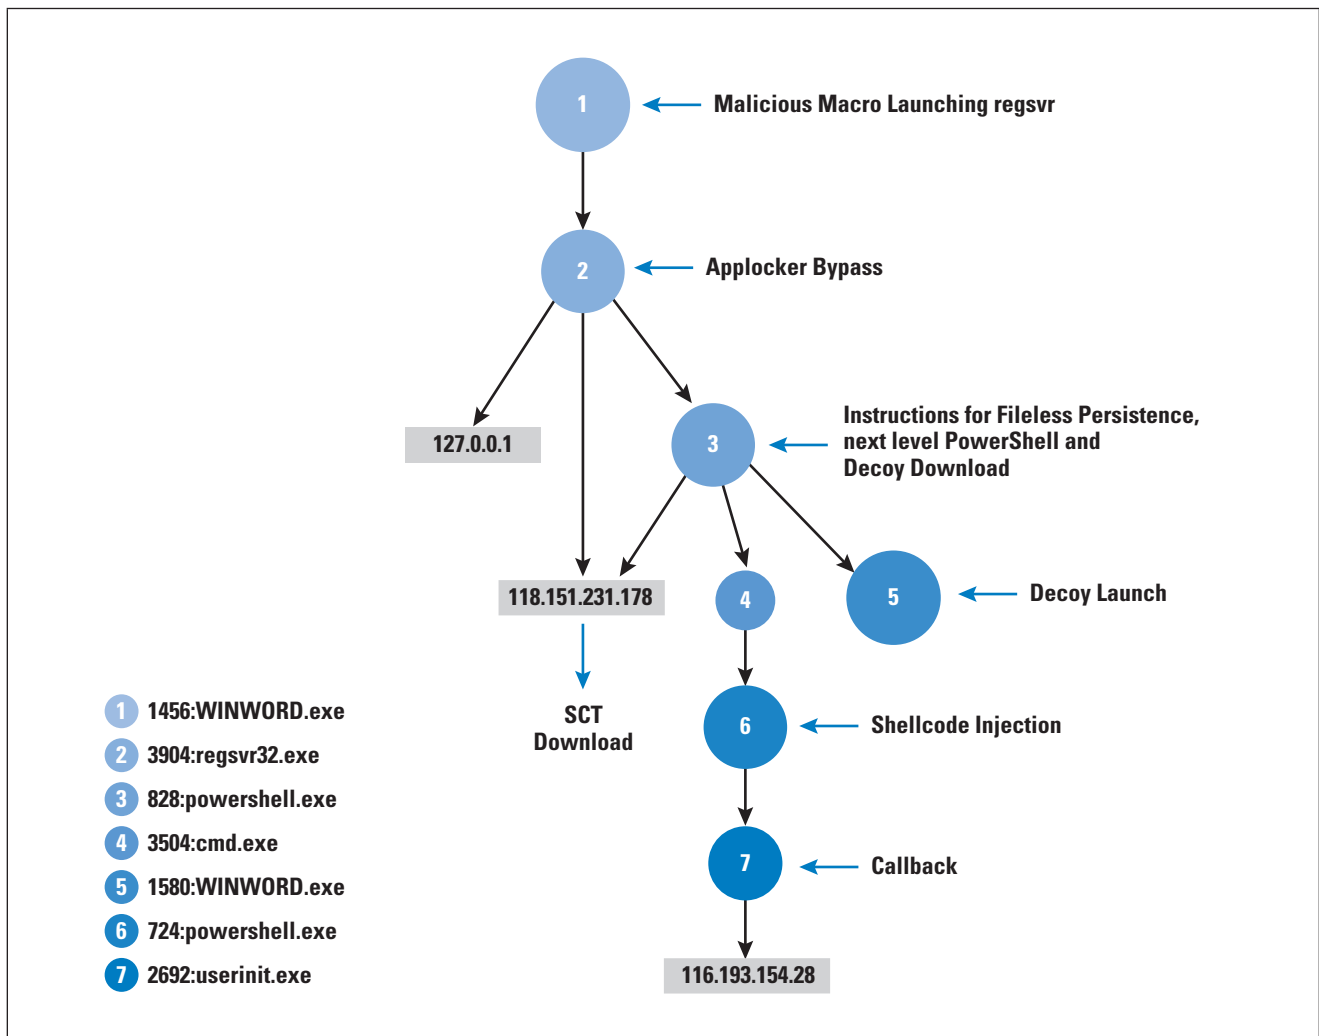 1
Malicious Macro Launching regsvr
2
Applocker Bypass
127.0.0.1
3
Instructions for Fileless Persistence,
next level PowerShell and
Decoy Download
118.151.231.178
4
5
Decoy Launch
SCT
Download
6
Shellcode Injection
7
Callback
116.193.154.28
1 1456:WINWORD.exe
2 3904:regsvr32.exe
3 828:powershell.exe
4 3504:cmd.exe
5 1580:WINWORD.exe
6 724:powershell.exe
7 2692:userinit.exe